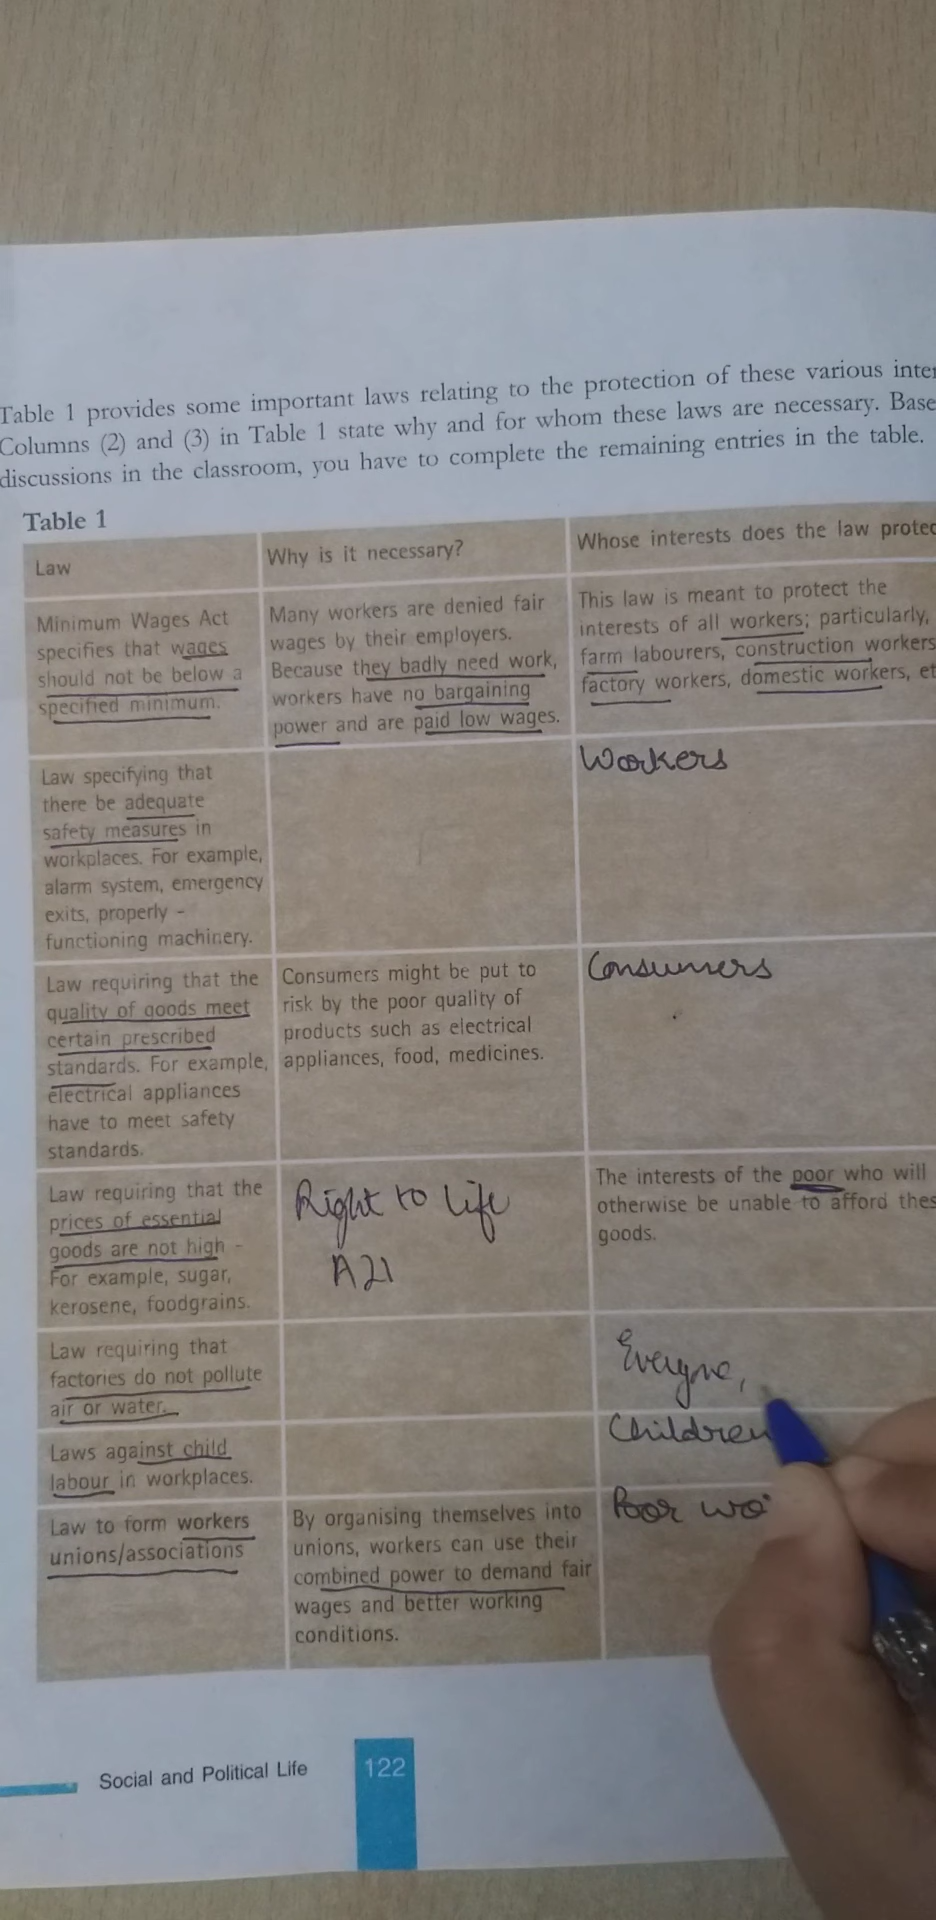 Table 1 provides some important laws relating to the protection of these various
Columns (2) and (3) in Table 1 state why and for whom these laws are necessary.
discussions in the classroom, you have to complete the remaining entries in the table.
Table 1
Law
Why is it necessary?
Whose interests does the law
Minimum Wages Act
specifies that wages
should not be below a
specified minimum.
Many workers are denied fair
wages by their employers.
Because they badly need work,
workers have no bargaining
power and are paid low wages.
This law is meant to protect the
interests of all workers; particularly,
farm labourers, construction workers
factory workers, domestic workers,
Law specifying that
there be adequate
safety measures in
workplaces. For example,
alarm system, emergency
exits, properly -
functioning machinery.
Workers
Law requiring that the
quality of goods meet
certain prescribed
standards. For example,
electrical appliances
have to meet safety
standards.
Consumers might be put to
risk by the poor quality of
products such as electrical
appliances, food, medicines.
Consumers
Law requiring that the
prices of essential
goods are not high -
For example, sugar,
kerosene, foodgrains.
Right to life
A21
The interests of the poor who will
otherwise be unable to afford
goods.
Law requiring that
factories do not pollute
air or water.
Laws against child
labour in workplaces.
Children
Law to form workers
unions/associations
By organising themselves into
unions, workers can use their
combined power to demand fair
wages and better working
conditions.
Poor
Social and Political Life
122